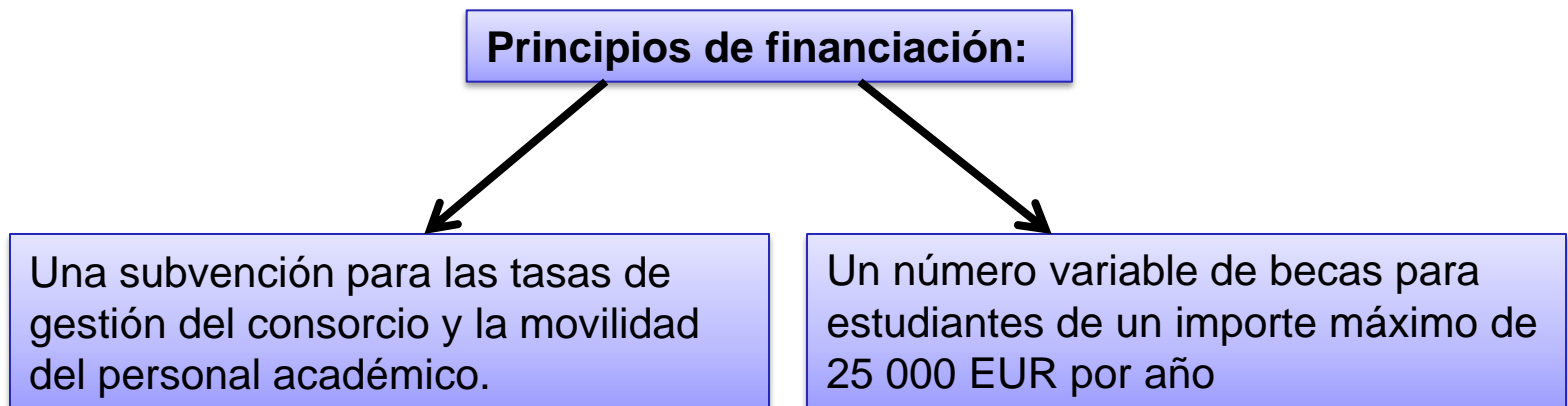 Principios de financiación:
Una subvención para las tasas de
gestión del consorcio y la movilidad
del personal académico.
Un número variable de becas para
estudiantes de un importe máximo de
25 000 EUR por año